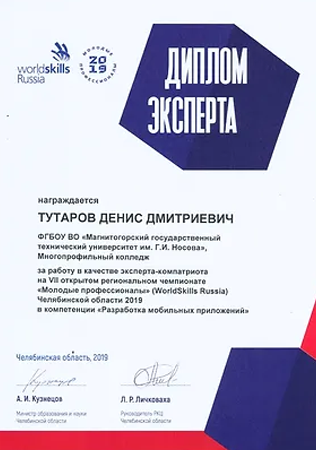 worldskills
Russia
МОЛОДЫЕ ПРОФЕССИОНАЛЫ
2019
ДИПЛОМ
ЭКСПЕРТА
награждается
ТУТАРОВ ДЕНИС ДМИТРИЕВИЧ
ФГБОУ ВО «Магнитогорский государственный
технический университет им. Г.И. Носова»,
Многопрофильный колледж
за работу в качестве эксперта-компатриота
на VII открытом региональном чемпионате
«Молодые профессионалы» (WorldSkills Russia)
Челябинской области 2019
в компетенции «Разработка мобильных приложений»
Челябинская область, 2019
А. И. Кузнецов
Министр образования и науки
Челябинской области
Л. Р. Личковаха
Руководитель РКЦ
Челябинской области